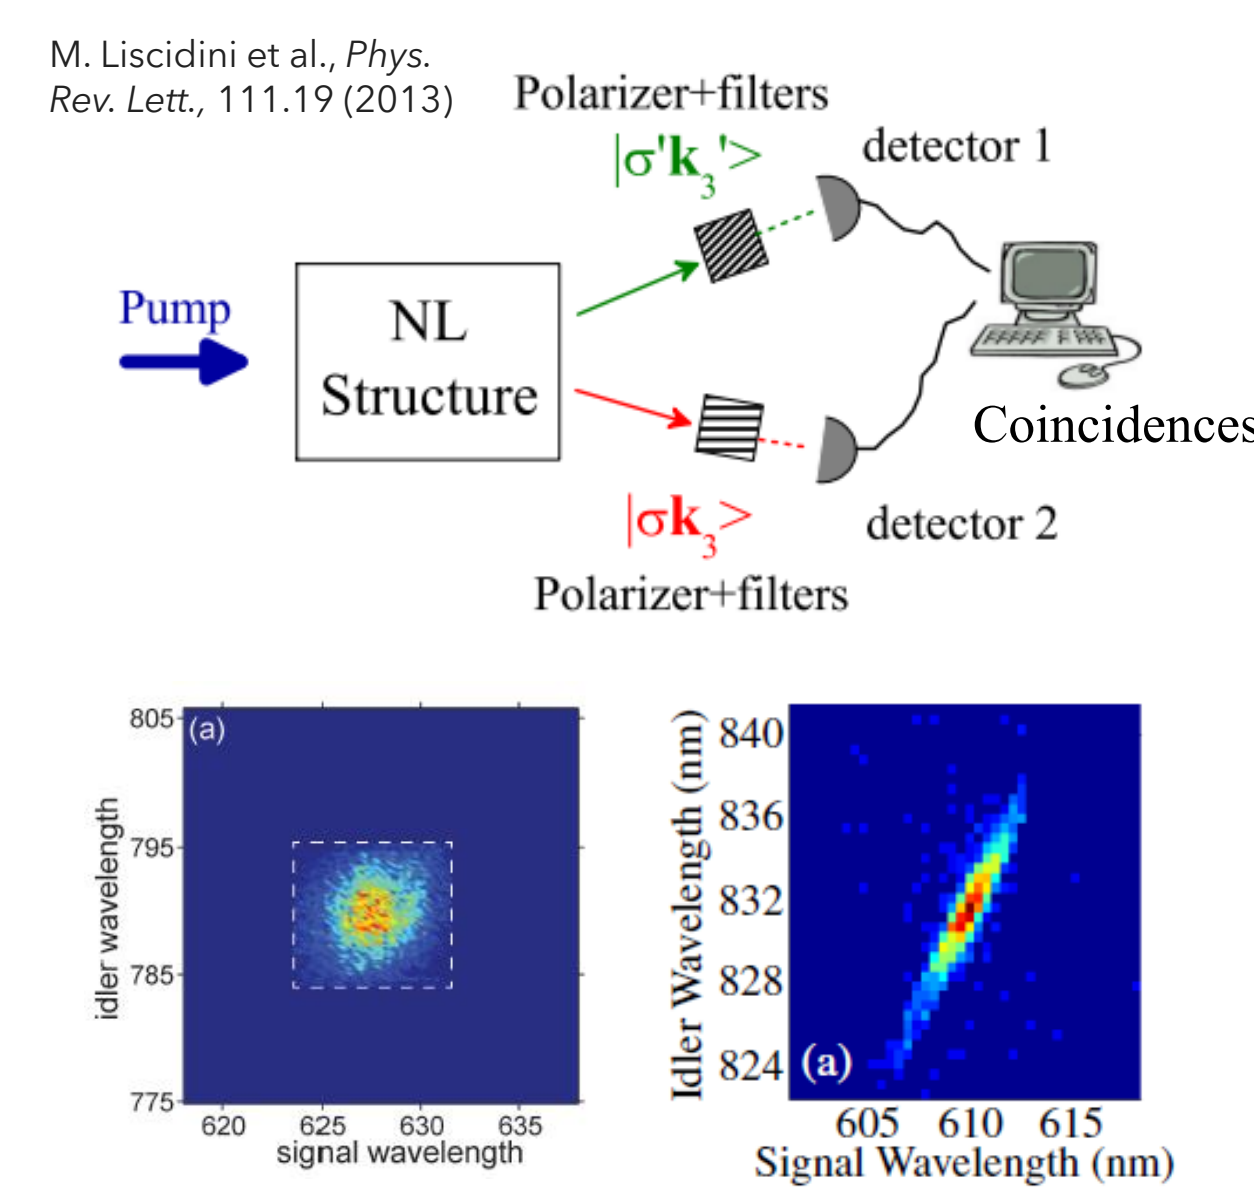 M. Liscidini et al., Phys.
Rev. Lett., 111.19 (2013)
Polarizer+filters
|σ'k₃'>
detector 1
Pump
NL
Structure
Coincidences
|σk₃>
detector 2
Polarizer+filters
(a)
805
795
785
775
idler wavelength
620 625 630 635
signal wavelength
840
836
832
828
824
Idler Wavelength (nm)
(a)
605 610 615
Signal Wavelength (nm)